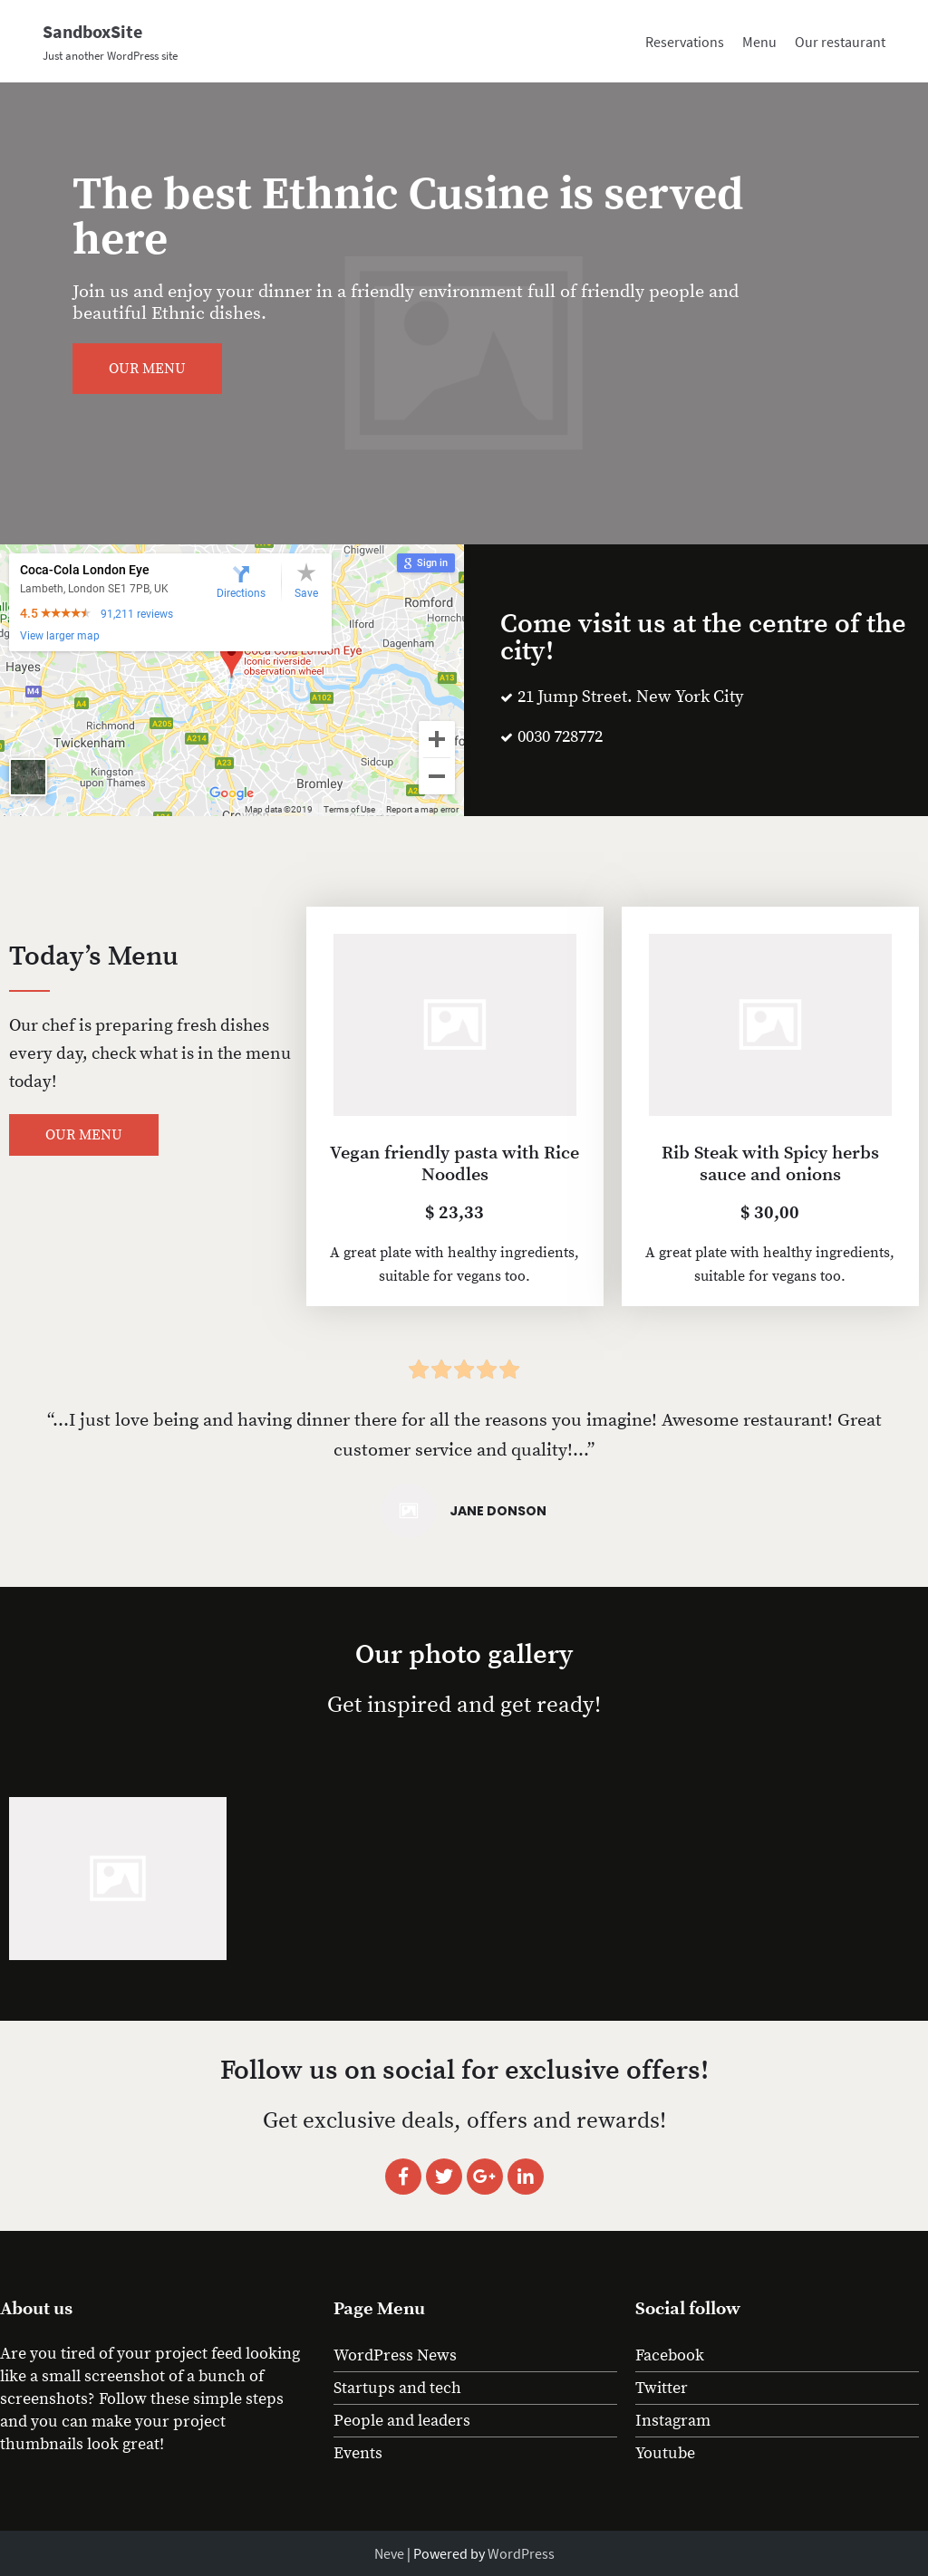 SandboxSite
Just another WordPress site
Reservations Menu Our restaurant
The best Ethnic Cusine is served
here
Join us and enjoy your dinner in a friendly environment full of friendly people and
beautiful Ethnic dishes.
OUR MENU
Coca-Cola London Eye
Lambeth, London SE1 7PB, UK
4.5 91,211 reviews
View larger map
Directions
Save
Sign in
Chigwell
Romford
Hornchu
Ilford
Dagenham
Hayes
Coca Cola London Eye
Iconic riverside
observation wheel
M4
A4
A102
A13
Richmond
A205
Twickenham
A214
A23
Sidcup
Kingston
upon Thames
Bromley
Google
Map data ©2019 Terms of Use Report a map error
Come visit us at the centre of the
city!
21 Jump Street. New York City
0030 728772
Today’s Menu
Our chef is preparing fresh dishes
every day, check what is in the menu
today!
OUR MENU
Vegan friendly pasta with Rice
Noodles
$ 23,33
A great plate with healthy ingredients,
suitable for vegans too.
Rib Steak with Spicy herbs
sauce and onions
$ 30,00
A great plate with healthy ingredients,
suitable for vegans too.
“...I just love being and having dinner there for all the reasons you imagine! Awesome restaurant! Great
customer service and quality!...”
JANE DONSON
Our photo gallery
Get inspired and get ready!
Follow us on social for exclusive offers!
Get exclusive deals, offers and rewards!
About us
Are you tired of your project feed looking
like a small screenshot of a bunch of
screenshots? Follow these simple steps
and you can make your project
thumbnails look great!
Page Menu
WordPress News
Startups and tech
People and leaders
Events
Social follow
Facebook
Twitter
Instagram
Youtube
Neve | Powered by WordPress